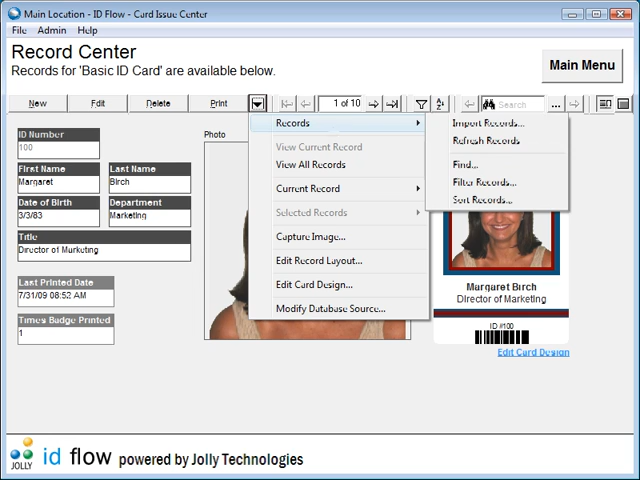 Main Location - ID Flow - Card Issue Center
File Admin Help
Record Center
Records for 'Basic ID Card' are available below.
Main Menu
New Edit Delete Print 1 of 10 Search ...
ID Number
100
First Name Last Name
Margaret Birch
Date of Birth Department
3/3/83 Marketing
Title
Director of Marketing
Last Printed Date
7/31/09 08:52 AM
Times Badge Printed
1
Photo
Records
View Current Record
View All Records
Current Record
Selected Records
Capture Image...
Edit Record Layout...
Edit Card Design...
Modify Database Source...
Import Records...
Refresh Records
Find...
Filter Records...
Sort Records...
Margaret Birch
Director of Marketing
ID #100
Edit Card Design
JOLLY id flow powered by Jolly Technologies